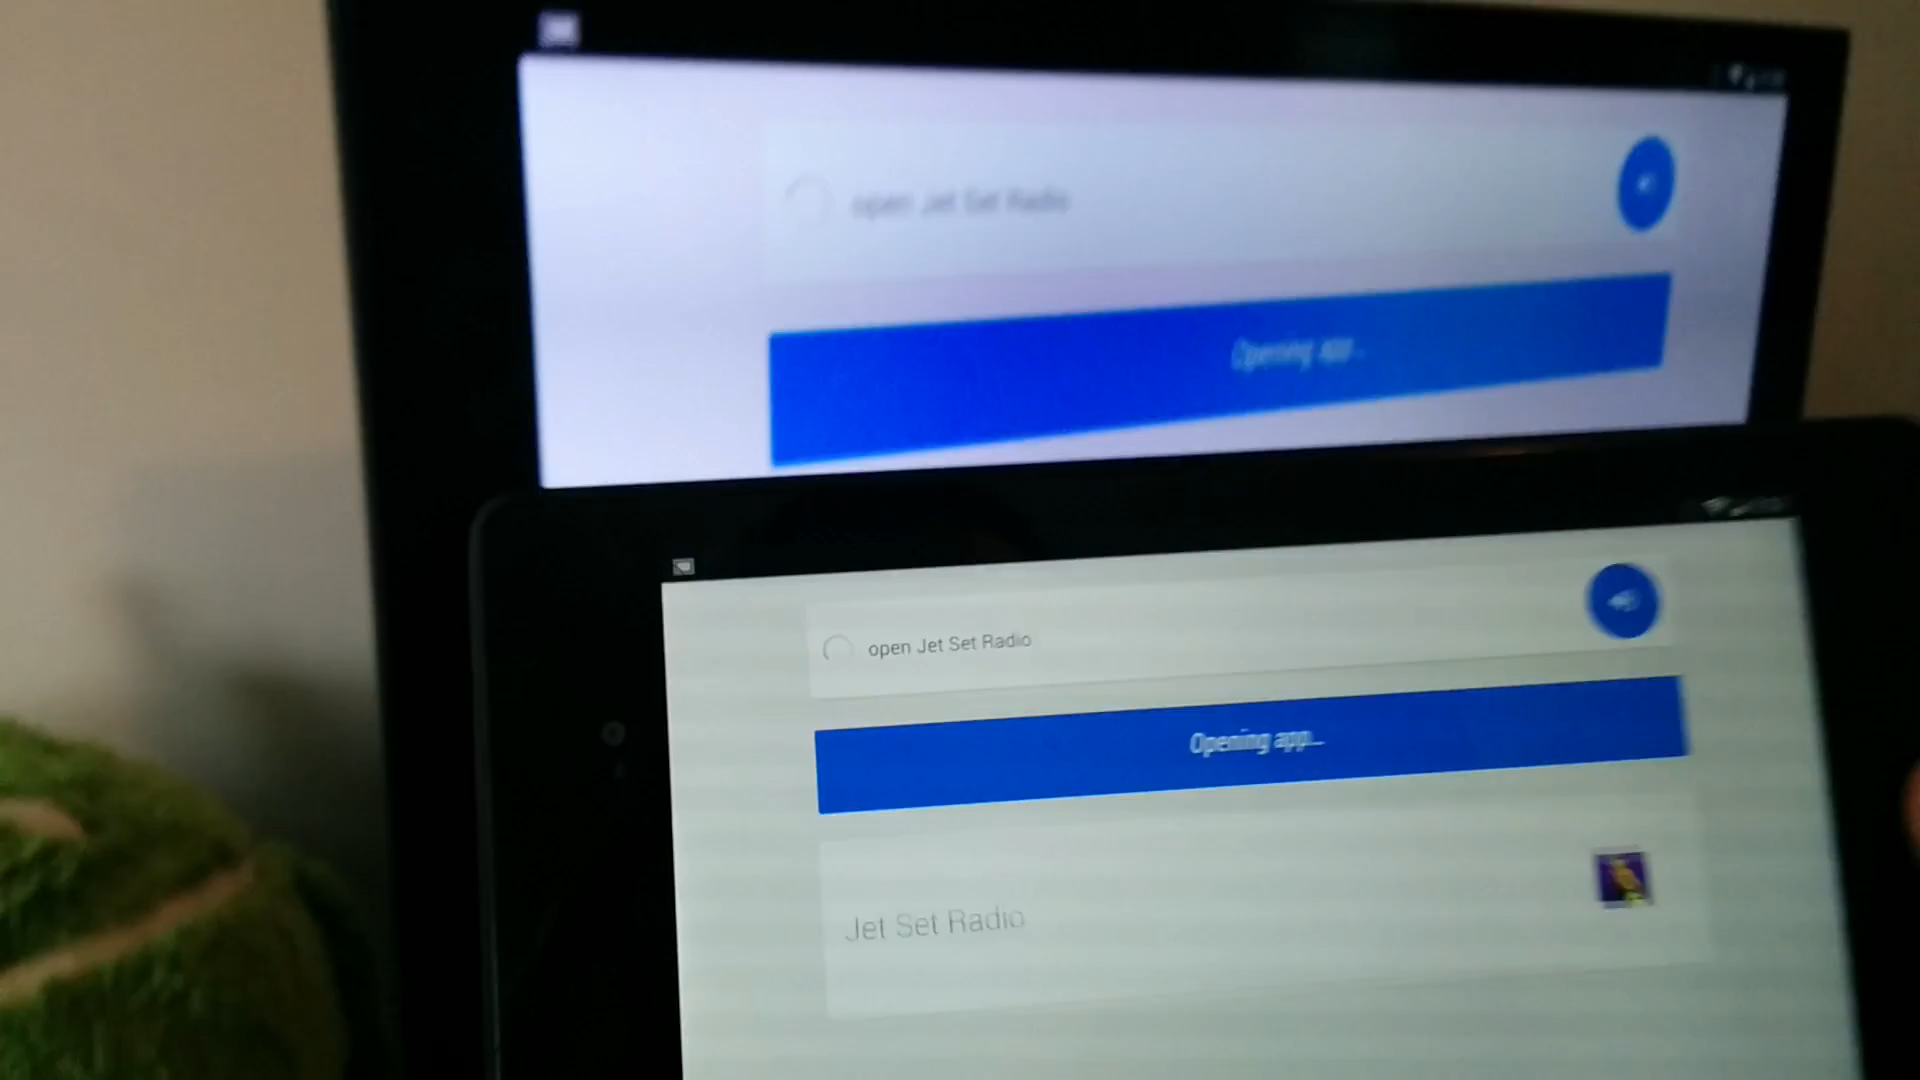 open Jet Set Radio
Opening app...
open Jet Set Radio
Opening app...
Jet Set Radio